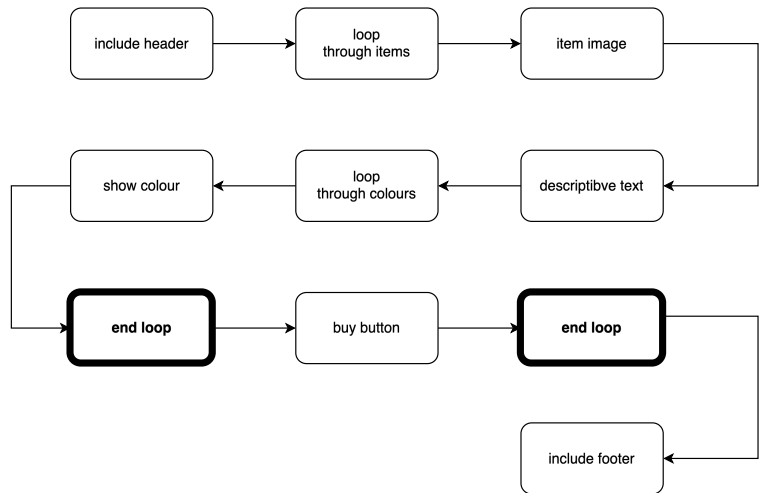 include header
loop
through items
item image
descriptibve text
loop
through colours
show colour
end loop
buy button
end loop
include footer